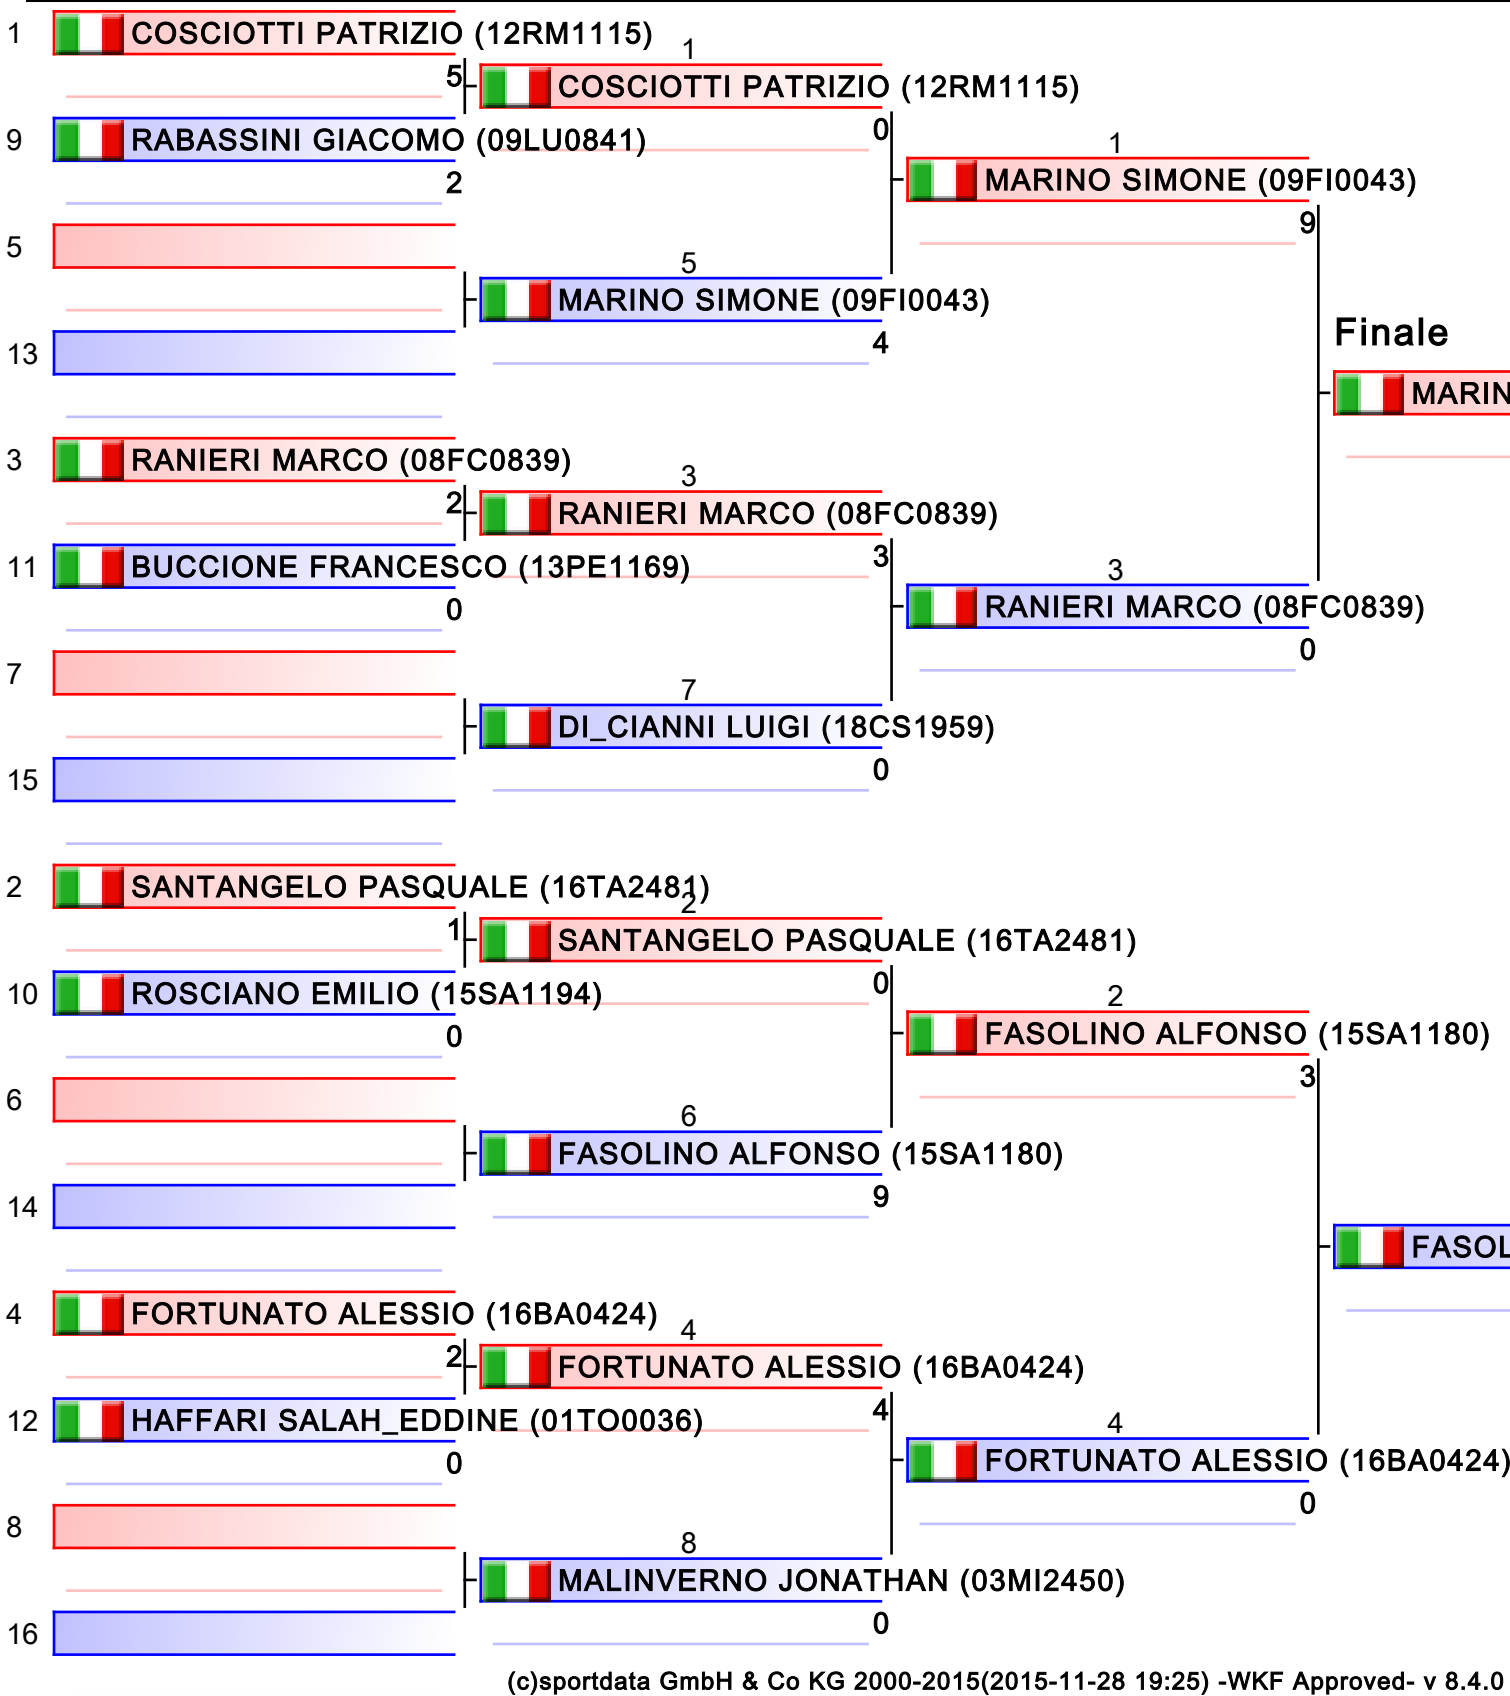 1 COSCIOTTI PATRIZIO (12RM1115)
5
9 RABASSINI GIACOMO (09LU0841)
2
5
13
3 RANIERI MARCO (08FC0839)
2
11 BUCCIONE FRANCESCO (13PE1169)
0
7
15
2 SANTANGELO PASQUALE (16TA2481)
1
10 ROSCIANO EMILIO (15SA1194)
0
6
14
4 FORTUNATO ALESSIO (16BA0424)
2
12 HAFFARI SALAH_EDDINE (01TO0036)
0
8
16
1
COSCIOTTI PATRIZIO (12RM1115)
0
5
MARINO SIMONE (09FI0043)
4
3
RANIERI MARCO (08FC0839)
3
7
DI_CIANNI LUIGI (18CS1959)
0
2
SANTANGELO PASQUALE (16TA2481)
0
6
FASOLINO ALFONSO (15SA1180)
9
4
FORTUNATO ALESSIO (16BA0424)
4
8
MALINVERNO JONATHAN (03MI2450)
0
1
MARINO SIMONE (09FI0043)
9
3
RANIERI MARCO (08FC0839)
0
2
FASOLINO ALFONSO (15SA1180)
3
4
FORTUNATO ALESSIO (16BA0424)
0
Finale
MARIN
FASOL
(c)sportdata GmbH & Co KG 2000-2015(2015-11-28 19:25) -WKF Approved- v 8.4.0